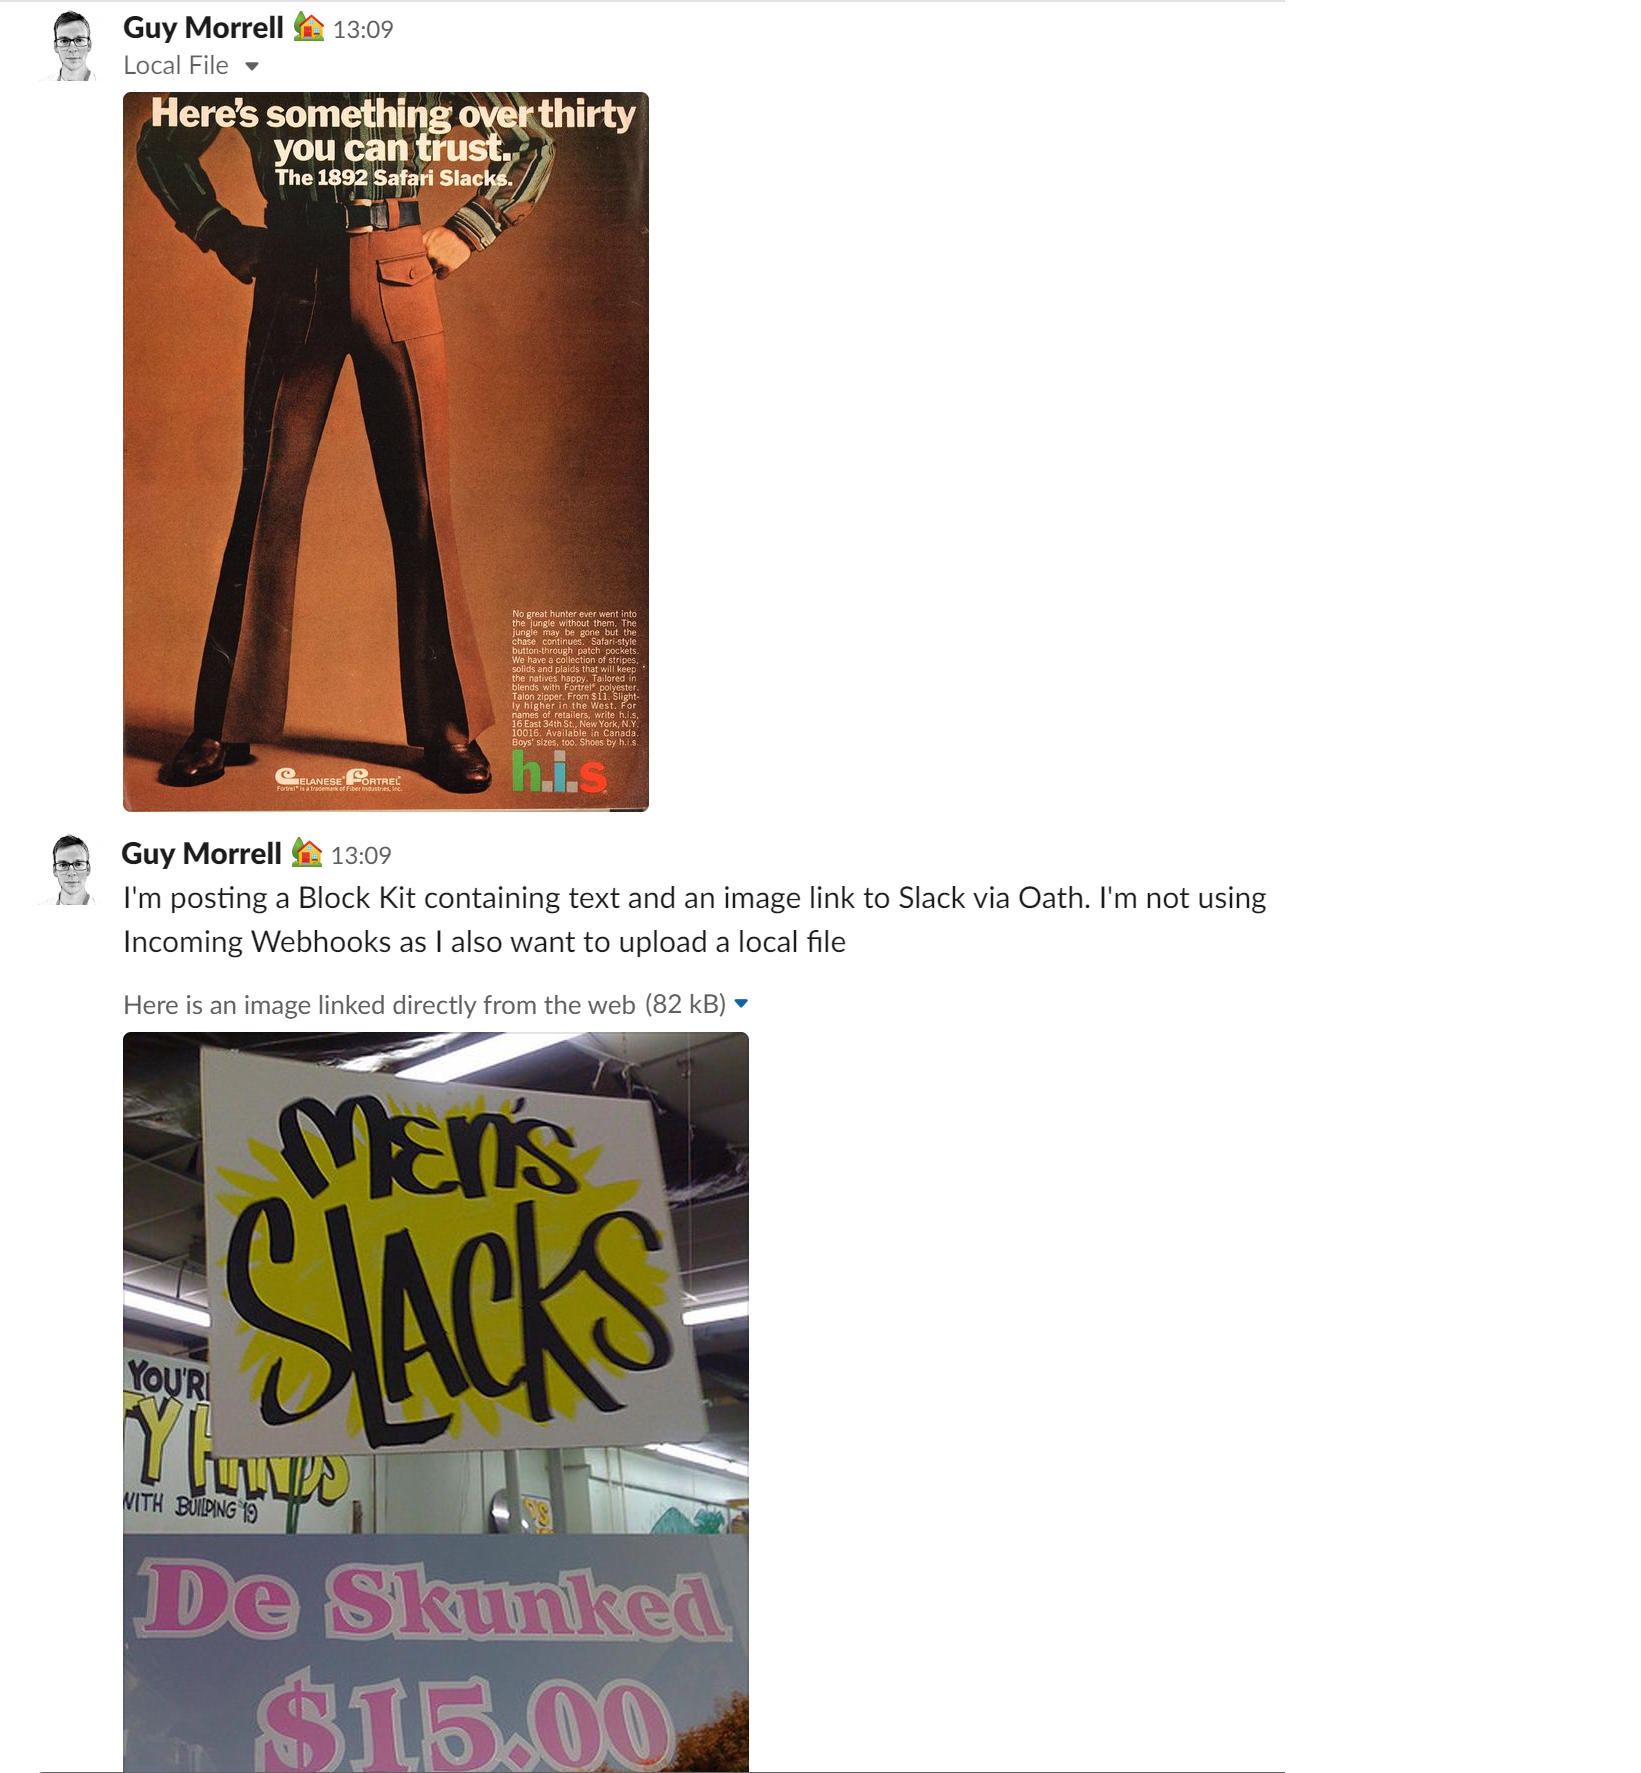 Guy Morrell 13:09
Local File
Here's something over thirty
you can trust.
The 1892 Safari Slacks.
No great hunter ever went into
the jungle without them. The
jungle may be gone but the
chase continues. Safari-style
button-through patch pockets.
We have a collection of stripes,
solids and plaids that will keep
the natives happy. Tailored in
blends with Fortrel® polyester.
Talon zipper. From $11. Slight-
ly higher in the West. For
names of retailers, write h.i.s,
16 East 34th St., New York, N.Y.
10016. Available in Canada.
Boys' sizes, too. Shoes by h.i.s.
CELANESE® FORTREL®
Fortrel® is a trademark of Fiber Industries, Inc.
h.i.s
Guy Morrell 13:09
I'm posting a Block Kit containing text and an image link to Slack via Oath. I'm not using
Incoming Webhooks as I also want to upload a local file
Here is an image linked directly from the web (82 kB)
Men's
SLACKS
YOU'R
TY HANDS
WITH BUILDING 19
De Skunked
$15.00